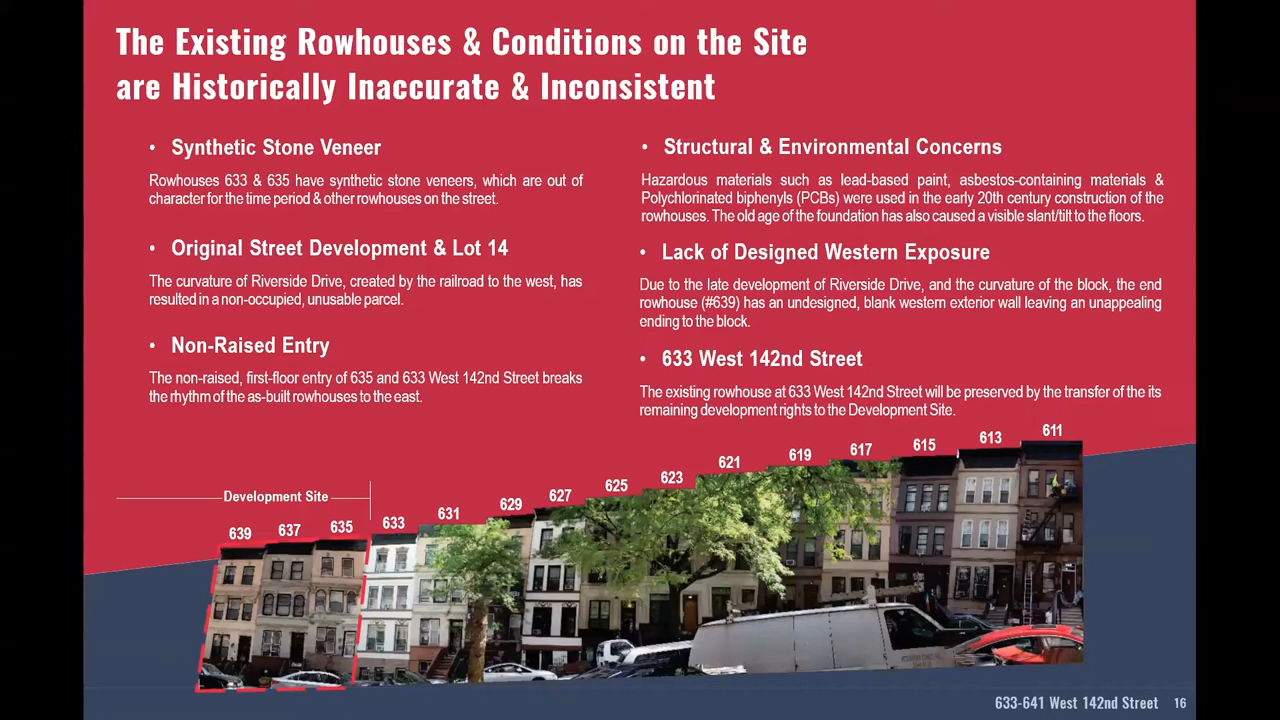 The Existing Rowhouses & Conditions on the Site
are Historically Inaccurate & Inconsistent
• Synthetic Stone Veneer
Rowhouses 633 & 635 have synthetic stone veneers, which are out of
character for the time period & other rowhouses on the street.
• Original Street Development & Lot 14
The curvature of Riverside Drive, created by the railroad to the west, has
resulted in a non-occupied, unusable parcel.
• Non-Raised Entry
The non-raised, first-floor entry of 635 and 633 West 142nd Street breaks
the rhythm of the as-built rowhouses to the east.
• Structural & Environmental Concerns
Hazardous materials such as lead-based paint, asbestos-containing materials &
Polychlorinated biphenyls (PCBs) were used in the early 20th century construction of the
rowhouses. The old age of the foundation has also caused a visible slant/tilt to the floors.
• Lack of Designed Western Exposure
Due to the late development of Riverside Drive, and the curvature of the block, the end
rowhouse (#639) has an undesigned, blank western exterior wall leaving an unappealing
ending to the block.
• 633 West 142nd Street
The existing rowhouse at 633 West 142nd Street will be preserved by the transfer of the its
remaining development rights to the Development Site.
Development Site
639 637 635 633 631 629 627 625 623 621 619 617 615 613 611
633-641 West 142nd Street 16